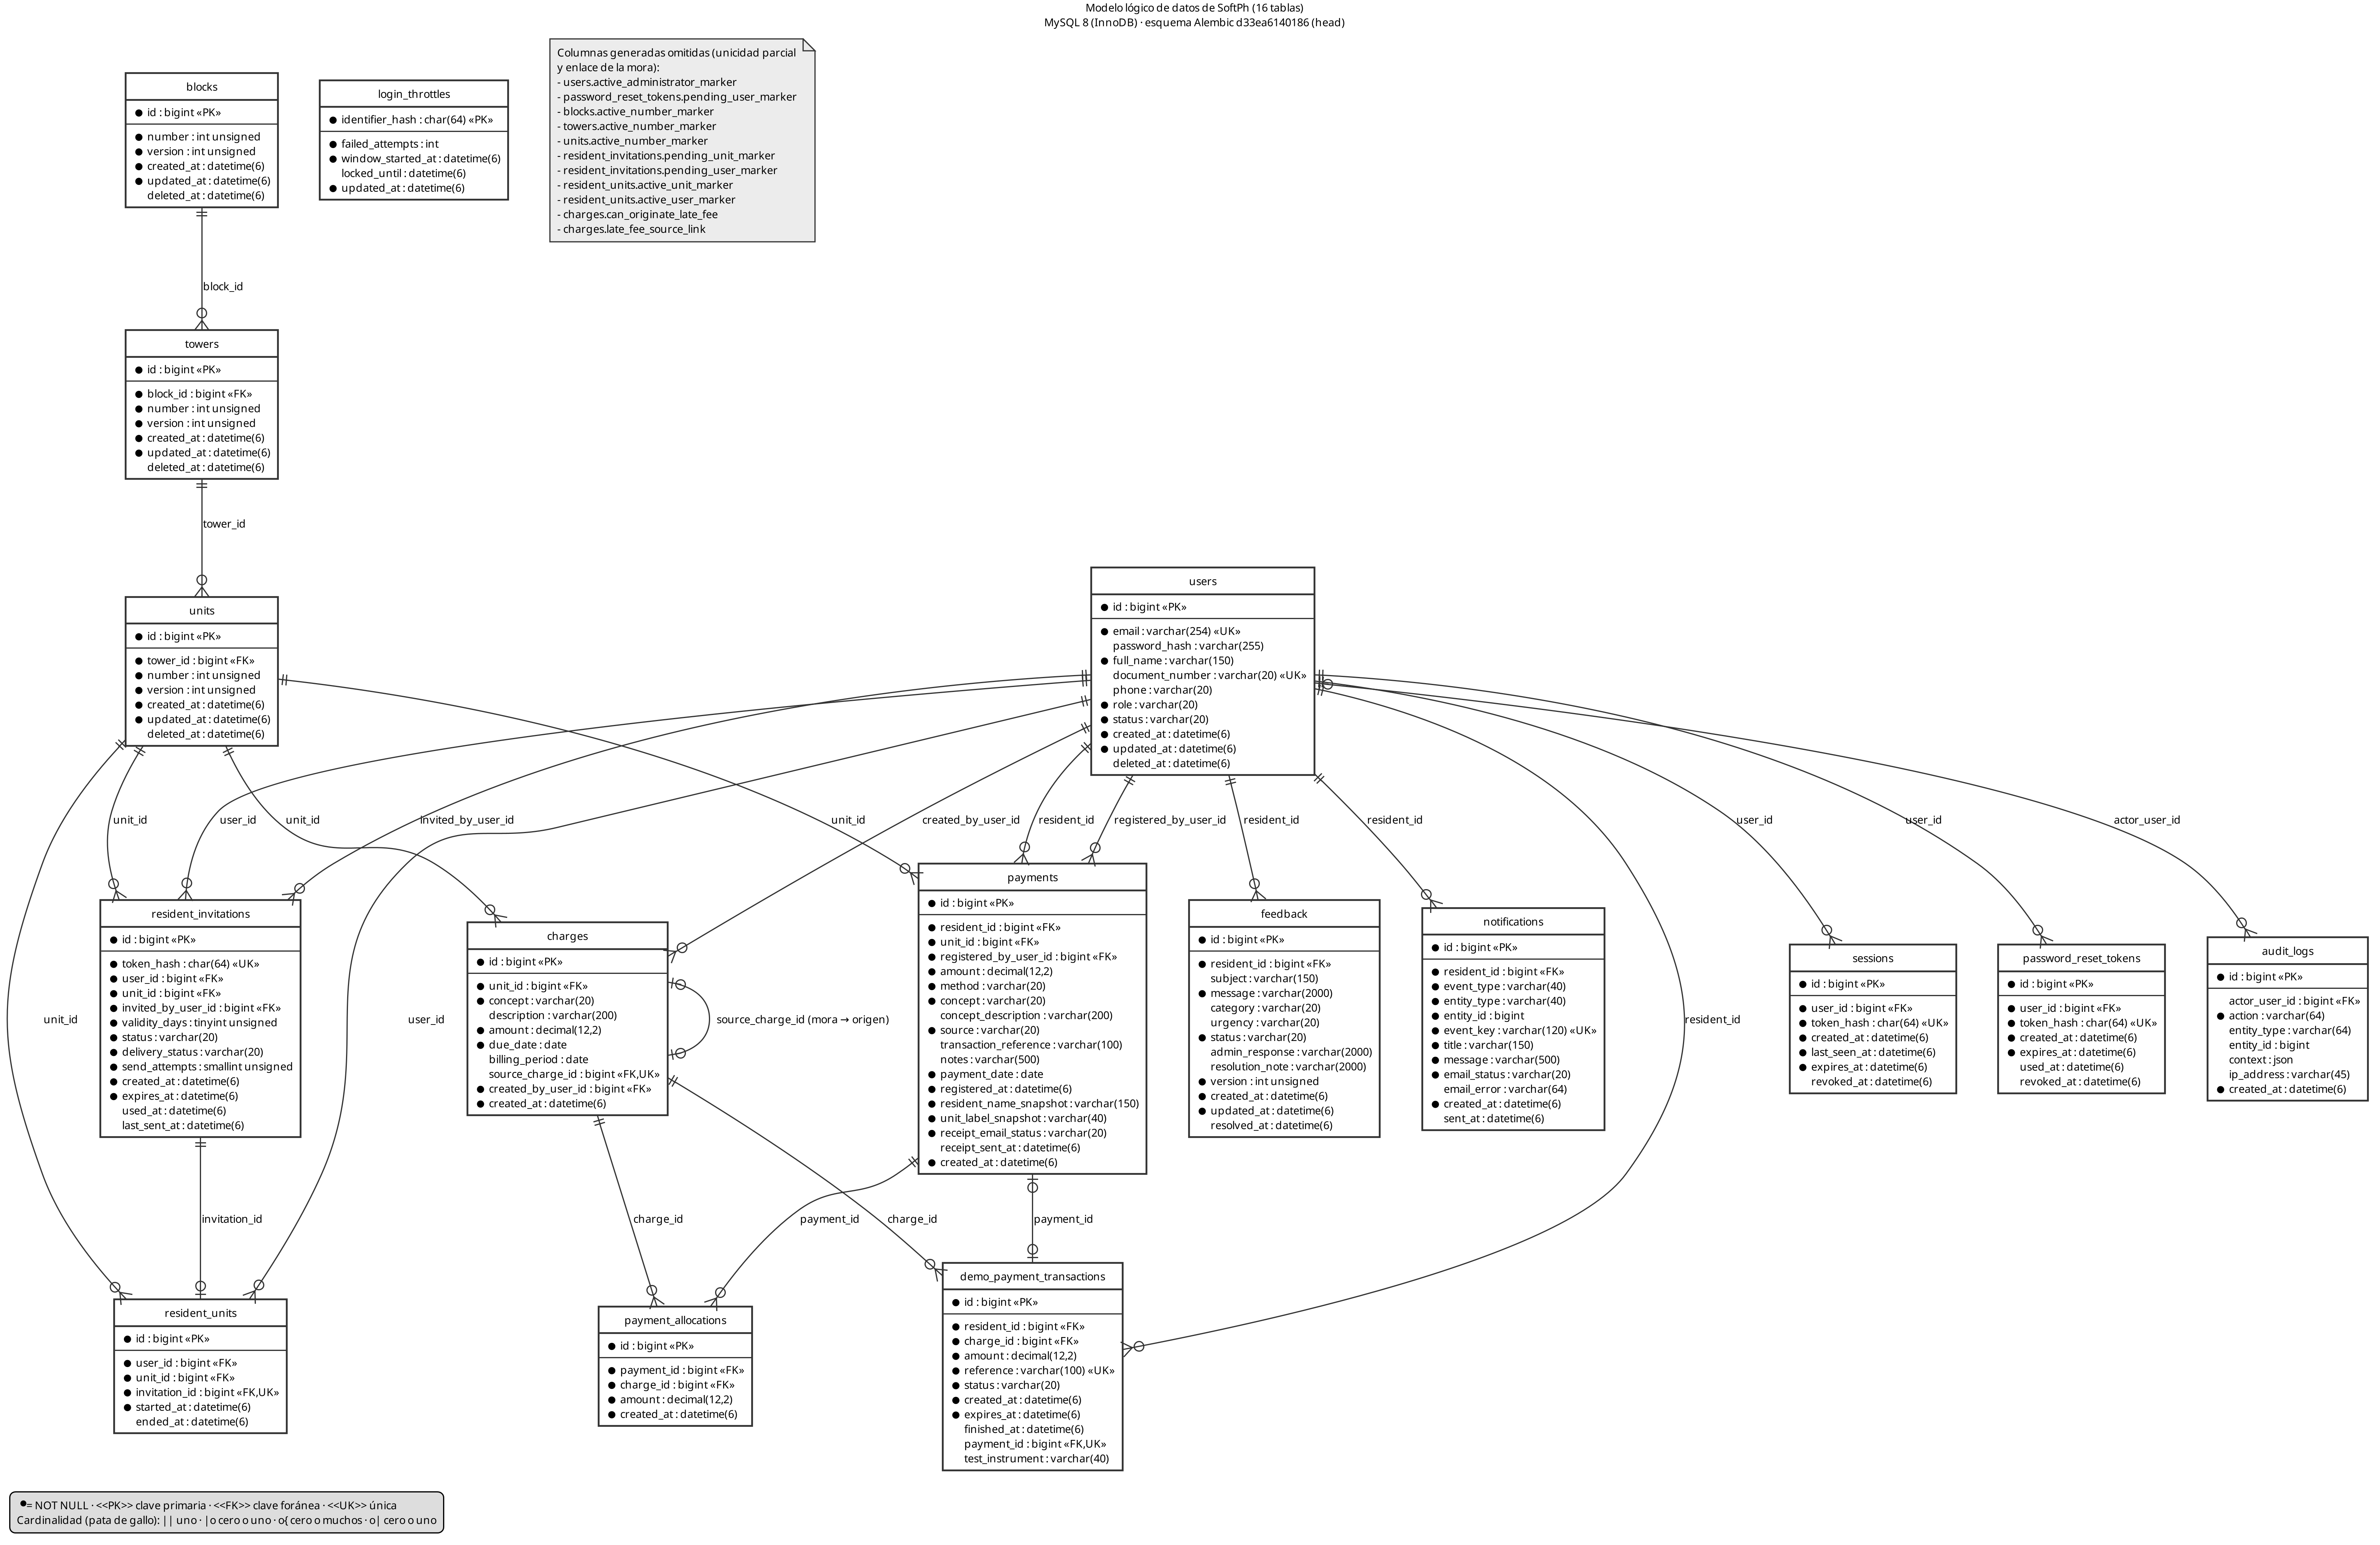 Modelo lógico de datos de SoftPh (16 tablas)
MySQL 8 (InnoDB) · esquema Alembic d33ea6140186 (head)
blocks
● id : bigint «PK»
● number : int unsigned
● version : int unsigned
● created_at : datetime(6)
● updated_at : datetime(6)
deleted_at : datetime(6)
login_throttles
● identifier_hash : char(64) «PK»
● failed_attempts : int
● window_started_at : datetime(6)
locked_until : datetime(6)
● updated_at : datetime(6)
Columnas generadas omitidas (unicidad parcial
y enlace de la mora):
- users.active_administrator_marker
- password_reset_tokens.pending_user_marker
- blocks.active_number_marker
- towers.active_number_marker
- units.active_number_marker
- resident_invitations.pending_unit_marker
- resident_invitations.pending_user_marker
- resident_units.active_unit_marker
- resident_units.active_user_marker
- charges.can_originate_late_fee
- charges.late_fee_source_link
block_id
towers
● id : bigint «PK»
● block_id : bigint «FK»
● number : int unsigned
● version : int unsigned
● created_at : datetime(6)
● updated_at : datetime(6)
deleted_at : datetime(6)
tower_id
units
● id : bigint «PK»
● tower_id : bigint «FK»
● number : int unsigned
● version : int unsigned
● created_at : datetime(6)
● updated_at : datetime(6)
deleted_at : datetime(6)
users
● id : bigint «PK»
● email : varchar(254) «UK»
password_hash : varchar(255)
● full_name : varchar(150)
document_number : varchar(20) «UK»
phone : varchar(20)
● role : varchar(20)
● status : varchar(20)
● created_at : datetime(6)
● updated_at : datetime(6)
deleted_at : datetime(6)
unit_id
user_id
unit_id
invited_by_user_id
unit_id
created_by_user_id
resident_id
registered_by_user_id
resident_id
resident_id
user_id
user_id
actor_user_id
resident_invitations
● id : bigint «PK»
● token_hash : char(64) «UK»
● user_id : bigint «FK»
● unit_id : bigint «FK»
● invited_by_user_id : bigint «FK»
● validity_days : tinyint unsigned
● status : varchar(20)
● delivery_status : varchar(20)
● send_attempts : smallint unsigned
● created_at : datetime(6)
● expires_at : datetime(6)
used_at : datetime(6)
last_sent_at : datetime(6)
charges
● id : bigint «PK»
● unit_id : bigint «FK»
● concept : varchar(20)
description : varchar(200)
● amount : decimal(12,2)
● due_date : date
billing_period : date
source_charge_id : bigint «FK,UK»
● created_by_user_id : bigint «FK»
● created_at : datetime(6)
payments
● id : bigint «PK»
● resident_id : bigint «FK»
● unit_id : bigint «FK»
● registered_by_user_id : bigint «FK»
● amount : decimal(12,2)
● method : varchar(20)
● concept : varchar(20)
concept_description : varchar(200)
● source : varchar(20)
transaction_reference : varchar(100)
notes : varchar(500)
● payment_date : date
● registered_at : datetime(6)
● resident_name_snapshot : varchar(150)
● unit_label_snapshot : varchar(40)
● receipt_email_status : varchar(20)
receipt_sent_at : datetime(6)
● created_at : datetime(6)
feedback
● id : bigint «PK»
● resident_id : bigint «FK»
subject : varchar(150)
● message : varchar(2000)
category : varchar(20)
urgency : varchar(20)
● status : varchar(20)
admin_response : varchar(2000)
resolution_note : varchar(2000)
● version : int unsigned
● created_at : datetime(6)
● updated_at : datetime(6)
resolved_at : datetime(6)
notifications
● id : bigint «PK»
● resident_id : bigint «FK»
● event_type : varchar(40)
● entity_type : varchar(40)
● entity_id : bigint
● event_key : varchar(120) «UK»
● title : varchar(150)
● message : varchar(500)
● email_status : varchar(20)
email_error : varchar(64)
● created_at : datetime(6)
sent_at : datetime(6)
sessions
● id : bigint «PK»
● user_id : bigint «FK»
● token_hash : char(64) «UK»
● created_at : datetime(6)
● last_seen_at : datetime(6)
● expires_at : datetime(6)
revoked_at : datetime(6)
password_reset_tokens
● id : bigint «PK»
● user_id : bigint «FK»
● token_hash : char(64) «UK»
● created_at : datetime(6)
● expires_at : datetime(6)
used_at : datetime(6)
revoked_at : datetime(6)
audit_logs
● id : bigint «PK»
actor_user_id : bigint «FK»
● action : varchar(64)
entity_type : varchar(64)
entity_id : bigint
context : json
ip_address : varchar(45)
● created_at : datetime(6)
unit_id
user_id
source_charge_id (mora → origen)
resident_id
invitation_id
charge_id
payment_id
charge_id
payment_id
resident_units
● id : bigint «PK»
● user_id : bigint «FK»
● unit_id : bigint «FK»
● invitation_id : bigint «FK,UK»
● started_at : datetime(6)
ended_at : datetime(6)
payment_allocations
● id : bigint «PK»
● payment_id : bigint «FK»
● charge_id : bigint «FK»
● amount : decimal(12,2)
● created_at : datetime(6)
demo_payment_transactions
● id : bigint «PK»
● resident_id : bigint «FK»
● charge_id : bigint «FK»
● amount : decimal(12,2)
● reference : varchar(100) «UK»
● status : varchar(20)
● created_at : datetime(6)
● expires_at : datetime(6)
finished_at : datetime(6)
payment_id : bigint «FK,UK»
test_instrument : varchar(40)
●= NOT NULL · <<PK>> clave primaria · <<FK>> clave foránea · <<UK>> única
Cardinalidad (pata de gallo): || uno · |o cero o uno · o{ cero o muchos · o| cero o uno